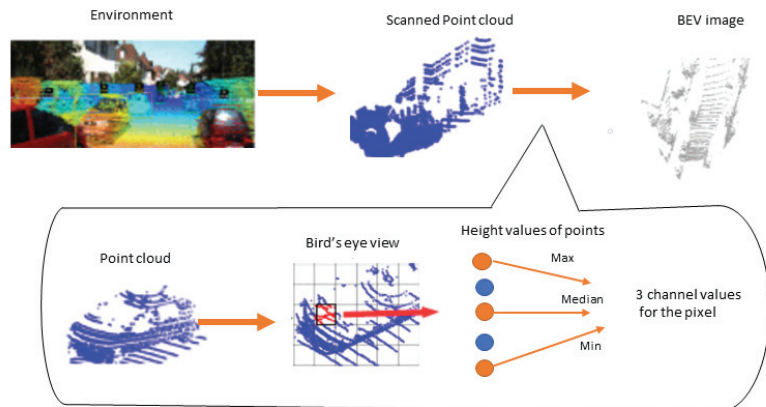 Environment
Scanned Point cloud
BEV image
Point cloud
Bird's eye view
Height values of points
Max
Median
Min
3 channel values
for the pixel